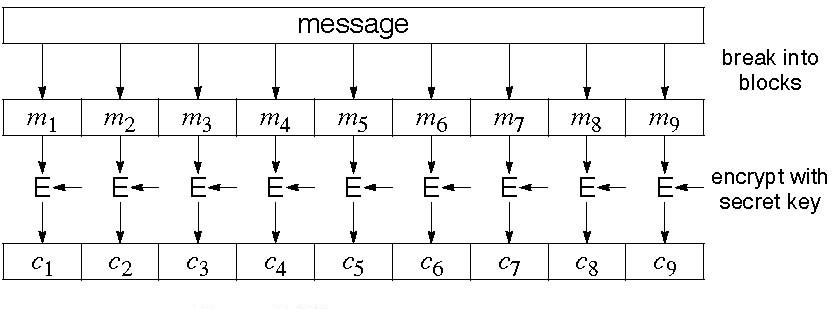 message
break into
blocks
m1 m2 m3 m4 m5 m6 m7 m8 m9
E E E E E E E E E
encrypt with
secret key
c1 c2 c3 c4 c5 c6 c7 c8 c9